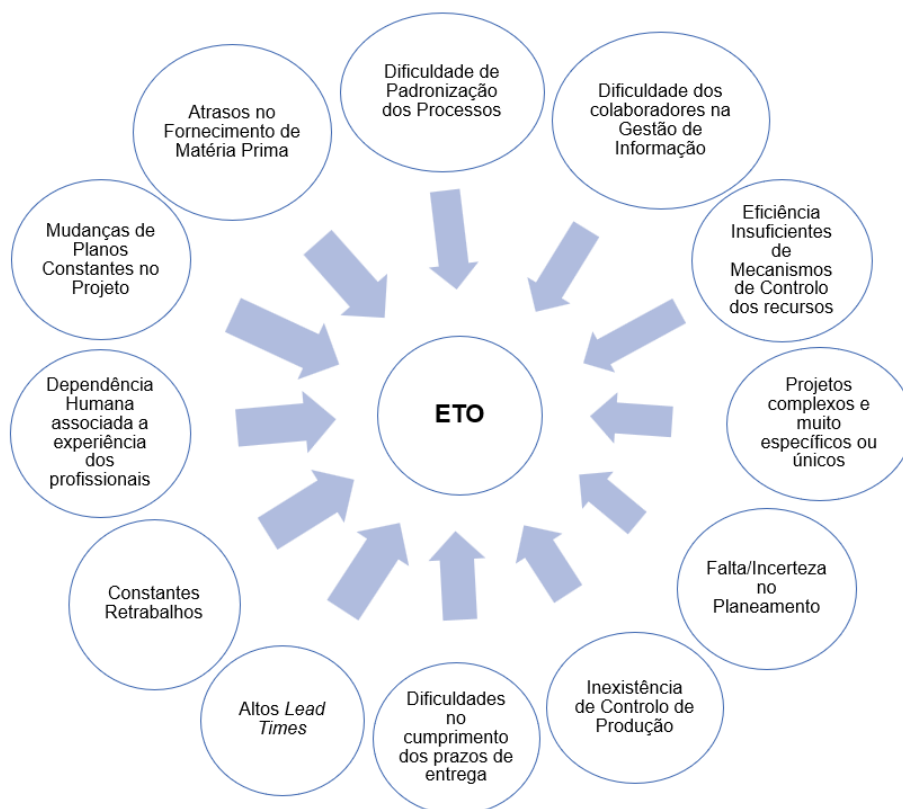 Dificuldade de
Padronização
dos Processos
Dificuldade dos
colaboradores na
Gestão de
Informação
Eficiência
Insuficientes
de
Mecanismos
de Controlo
dos recursos
Projetos
complexos e
muito
específicos ou
únicos
Falta/Incerteza
no
Planeamento
Inexistência
de Controlo de
Produção
Dificuldades
no
cumprimento
dos prazos de
entrega
Altos Lead
Times
Constantes
Retrabalhos
Dependência
Humana
associada a
experiência
dos
profissionais
Mudanças de
Planos
Constantes no
Projeto
Atrasos no
Fornecimento de
Matéria Prima
ETO